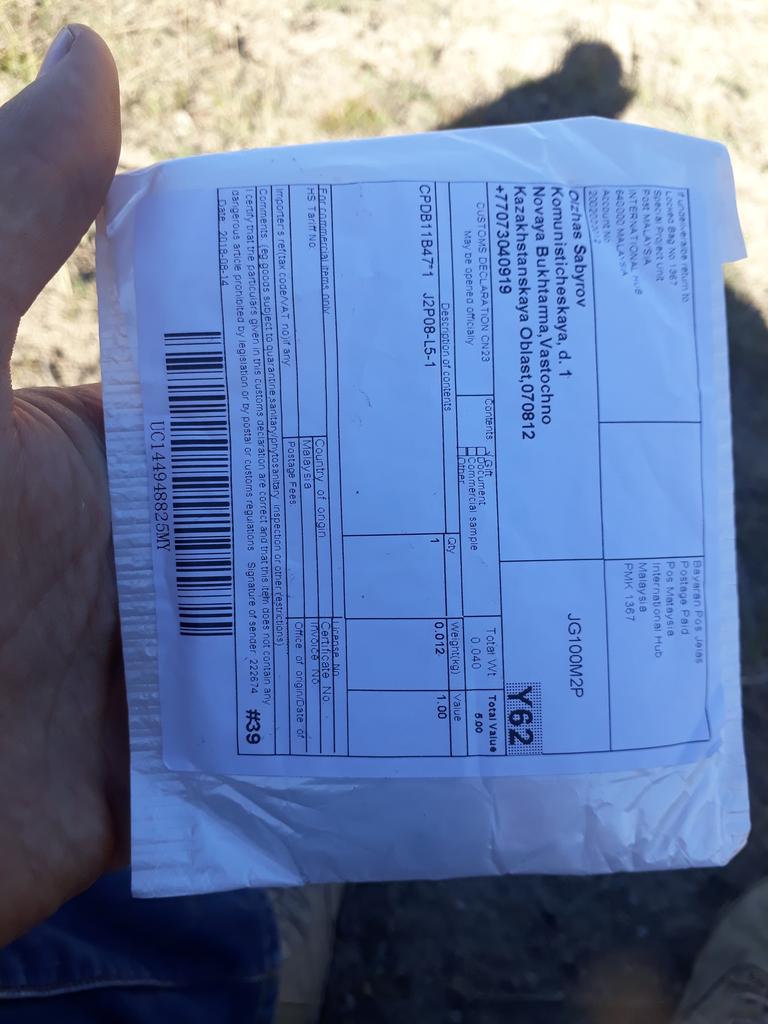 If undeliverable return to
Locked Bag No 1367
Special Project Unit
Post MALAYSIA
INTERNATIONAL HUB
640000 MALAYSIA
Account No
Bayaran Pos Jelas
Postage Paid
Pos Malaysia
International Hub
Malaysia
PMK 1367
Olzhas Sabyrov
Komunisticheskaya, d. 1
Novaya Bukhtarma,Vastochno
Kazakhstanskaya Oblast,070812
+77073040919
JG100M2P
Y62
CUSTOMS DECLARATION CN23
May be opened officially
Contents Y Gift
Document
Commercial sample
Other
Total Wt
0.040
Total Value
5.00
Description of contents
Qty
Weight(kg)
Value
CPDB11B47*1 J2P08-L5-1
1
0.012
1.00
For commercial items only
HS Tariff No.
Country of origin
Malaysia
License No.
Certificate No.
Invoice No.
Importer's ref(tax code/VAT no)if any
Postage Fees
Office of origin/Date of
Comments: (eg goods subject to quarantine,sanitary/phytosanitary inspection or other restrictions)
I certify that the particulars given in this customs declaration are correct and that this item does not contain any
dangerous article prohibited by legislation or by postal or customs regulations Signature of sender 222674
Date 2018-08-14
#39
UC144948825MY